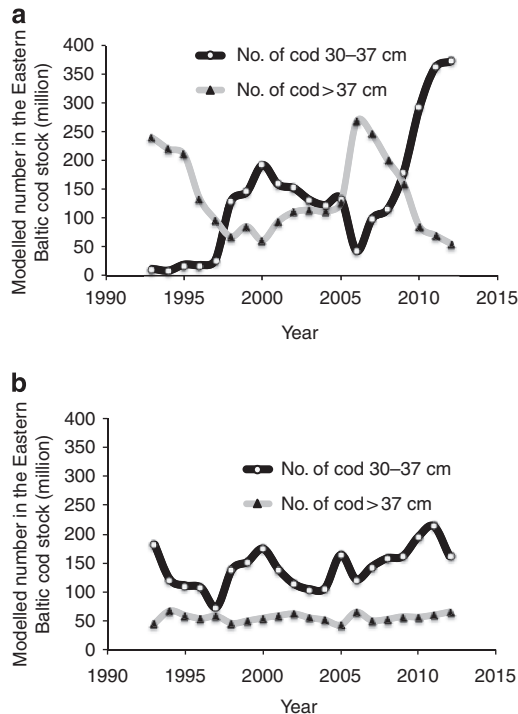 a
400
350
300
250
200
150
100
50
0
Modelled number in the Eastern
Baltic cod stock (million)
No. of cod 30–37 cm
No. of cod>37 cm
1990 1995 2000 2005 2010 2015
Year
b
400
350
300
250
200
150
100
50
0
Modelled number in the Eastern
Baltic cod stock (million)
No. of cod 30–37 cm
No. of cod>37 cm
1990 1995 2000 2005 2010 2015
Year